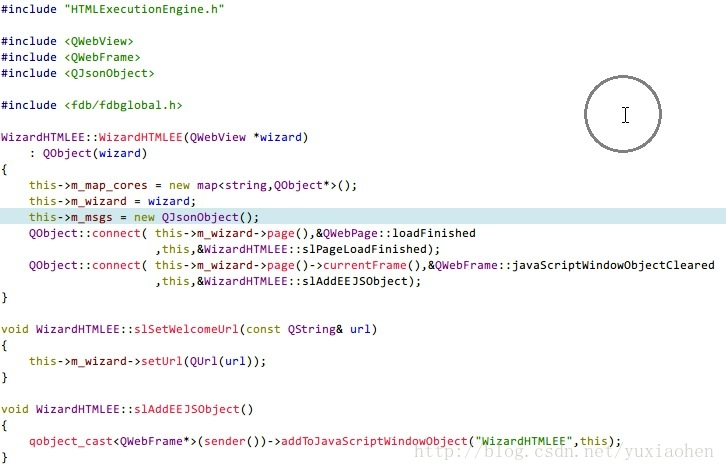 #include "HTMLExecutionEngine.h"
#include <QWebView>
#include <QWebFrame>
#include <QJsonObject>
#include <fdb/fdbglobal.h>
WizardHTMLEE::WizardHTMLEE(QWebView *wizard)
    : QObject(wizard)
{
    this->m_map_cores = new map<string,QObject*>();
    this->m_wizard = wizard;
    this->m_msgs = new QJsonObject();
    QObject::connect( this->m_wizard->page(),&QWebPage::loadFinished
                      ,this,&WizardHTMLEE::slPageLoadFinished);
    QObject::connect( this->m_wizard->page()->currentFrame(),&QWebFrame::javaScriptWindowObjectCleared
                      ,this,&WizardHTMLEE::slAddEEJSObject);
}
void WizardHTMLEE::slSetWelcomeUrl(const QString& url)
{
    this->m_wizard->setUrl(QUrl(url));
}
void WizardHTMLEE::slAddEEJSObject()
{
    qobject_cast<QWebFrame*>(sender())->addToJavaScriptWindowObject("WizardHTMLEE",this);
}
http://blog.csdn.net/yuxiaohen